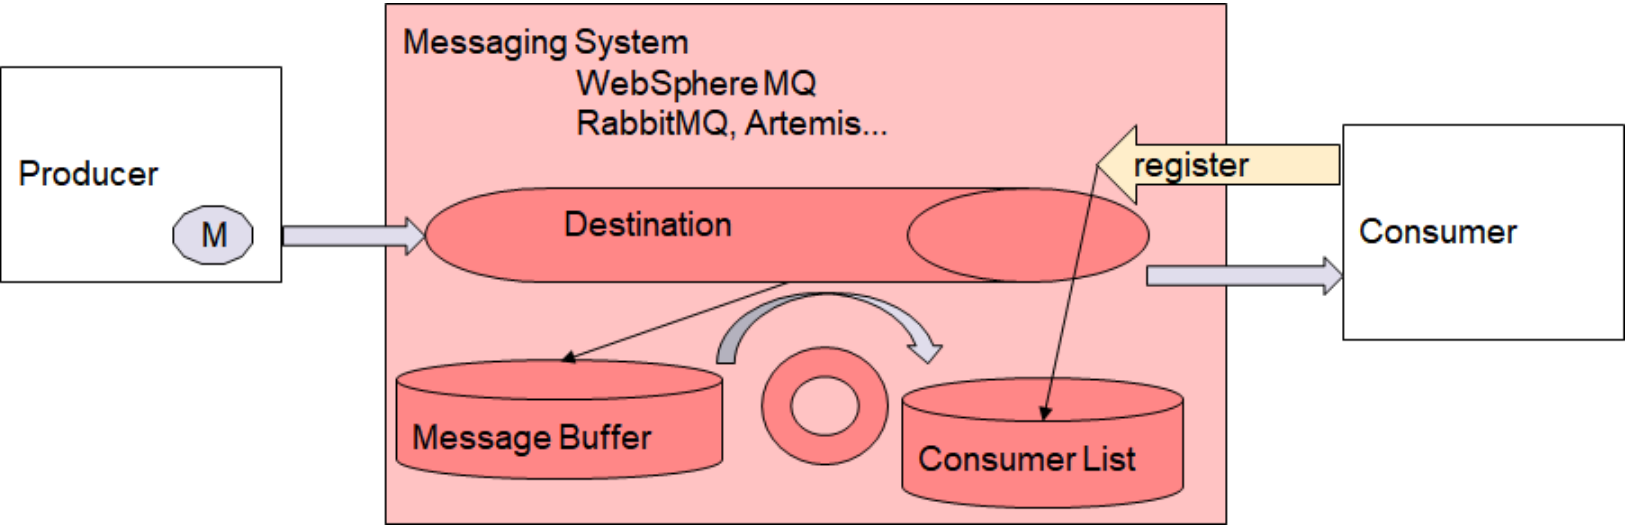 Messaging System
WebSphere MQ
RabbitMQ, Artemis...
Producer
M
register
Destination
Consumer
Message Buffer
Consumer List